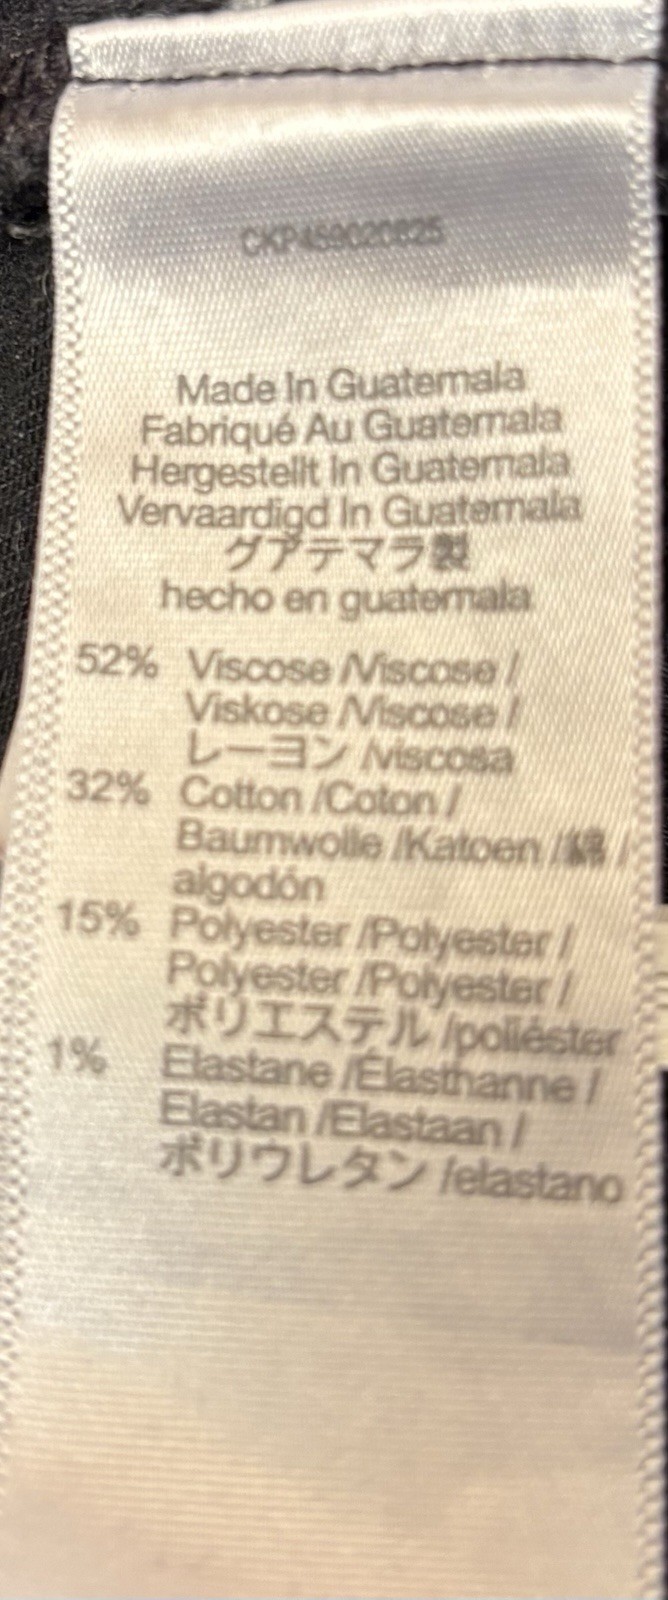 CKP459020825
Made In Guatemala
Fabriqué Au Guatemala
Hergestellt In Guatemala
Vervaardigd In Guatemala
グアテマラ製
hecho en guatemala
52% Viscose /Viscose /
Viskose /Viscose /
レーヨン /viscosa
32% Cotton /Coton /
Baumwolle /Katoen /綿 /
algodón
15% Polyester /Polyester /
Polyester /Polyester /
ポリエステル /poliéster
1% Elastane /Élasthanne /
Elastan /Elastaan /
ポリウレタン /elastano